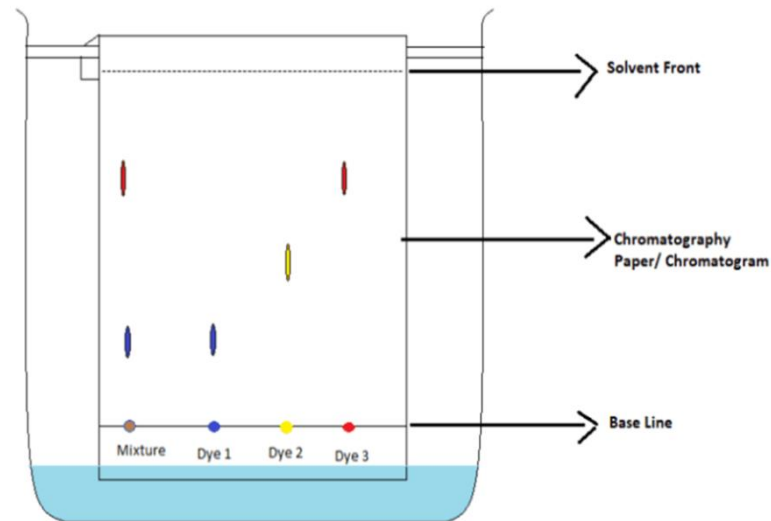 Solvent Front
Chromatography
Paper/ Chromatogram
Base Line
Mixture
Dye 1
Dye 2
Dye 3